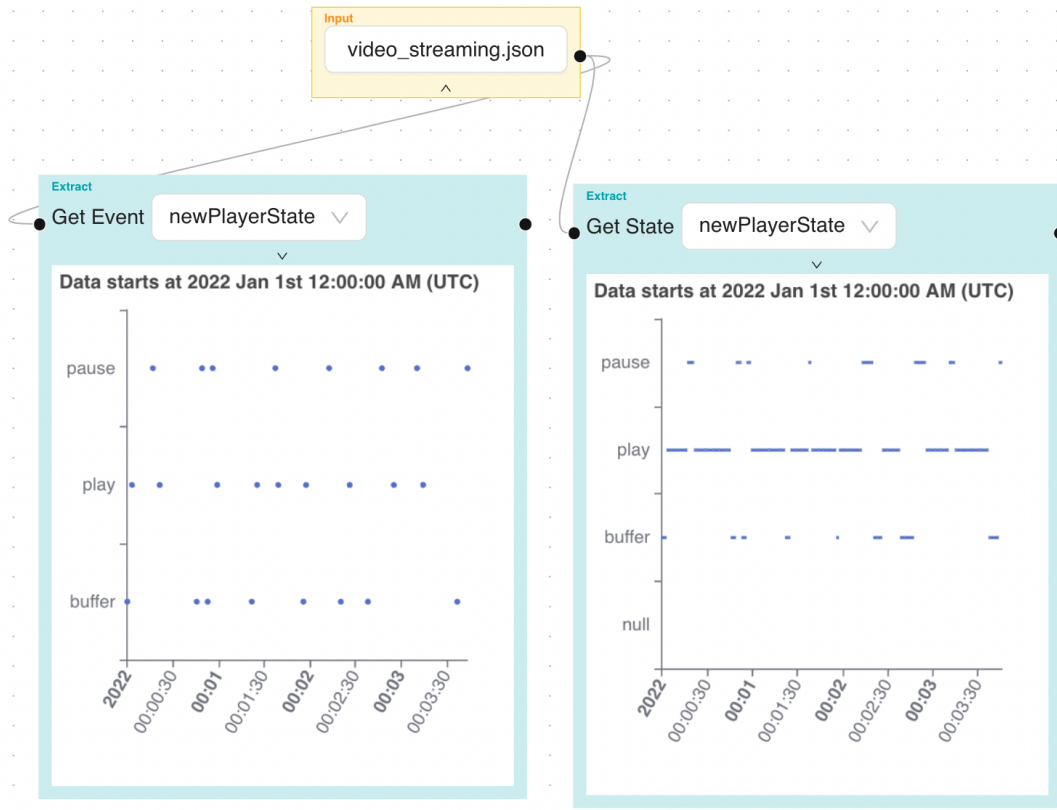 Input
video_streaming.json
Extract
Get Event newPlayerState
Data starts at 2022 Jan 1st 12:00:00 AM (UTC)
pause
play
buffer
2022
00:00:30
00:01
00:01:30
00:02
00:02:30
00:03
00:03:30
Extract
Get State newPlayerState
Data starts at 2022 Jan 1st 12:00:00 AM (UTC)
pause
play
buffer
null
2022
00:00:30
00:01
00:01:30
00:02
00:02:30
00:03
00:03:30